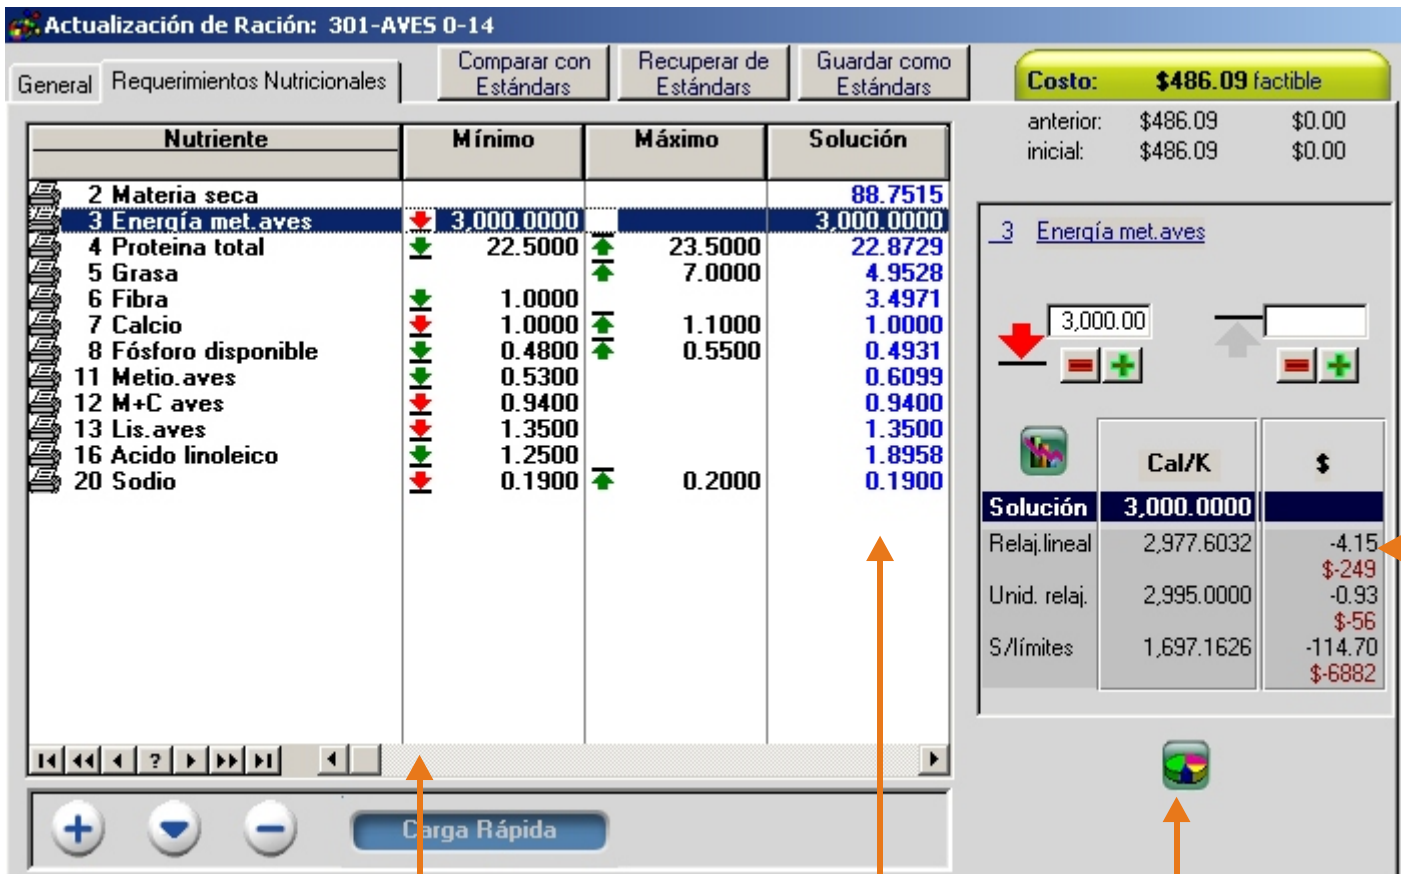 Actualización de Ración: 301-AVES 0-14
General
Requerimientos Nutricionales
Comparar con
Estándars
Recuperar de
Estándars
Guardar como
Estándars
Costo: $486.09 factible
anterior: $486.09 $0.00
inicial: $486.09 $0.00
Nutriente Mínimo Máximo Solución
2 Materia seca 88.7515
3 Energía met.aves 3,000.0000 3,000.0000
4 Proteina total 22.5000 23.5000 22.8729
5 Grasa 7.0000 4.9528
6 Fibra 1.0000 3.4971
7 Calcio 1.0000 1.1000 1.0000
8 Fósforo disponible 0.4800 0.5500 0.4931
11 Metio.aves 0.5300 0.6099
12 M+C aves 0.9400 0.9400
13 Lis.aves 1.3500 1.3500
16 Acido linoleico 1.2500 1.8958
20 Sodio 0.1900 0.2000 0.1900
3 Energía met.aves
3,000.00
Cal/K $
Solución 3,000.0000
Relaj.lineal 2,977.6032 -4.15
$-249
Unid. relaj. 2,995.0000 -0.93
$-56
S/límites 1,697.1626 -114.70
$-6882
?
Carga Rápida